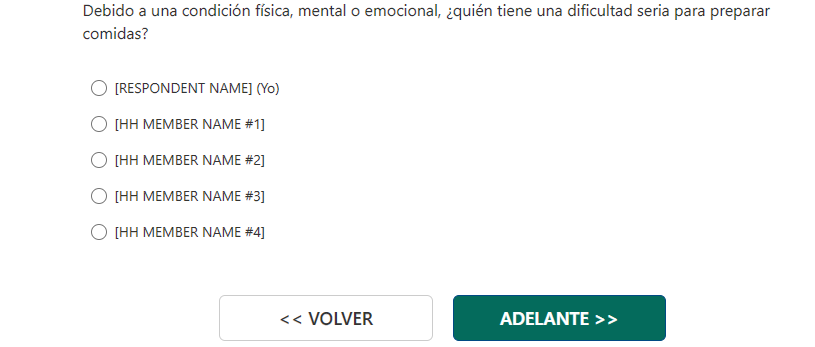 Debido a una condición física, mental o emocional, ¿quién tiene una dificultad seria para preparar
comidas?
[RESPONDENT NAME] (Yo)
[HH MEMBER NAME #1]
[HH MEMBER NAME #2]
[HH MEMBER NAME #3]
[HH MEMBER NAME #4]
<< VOLVER
ADELANTE >>